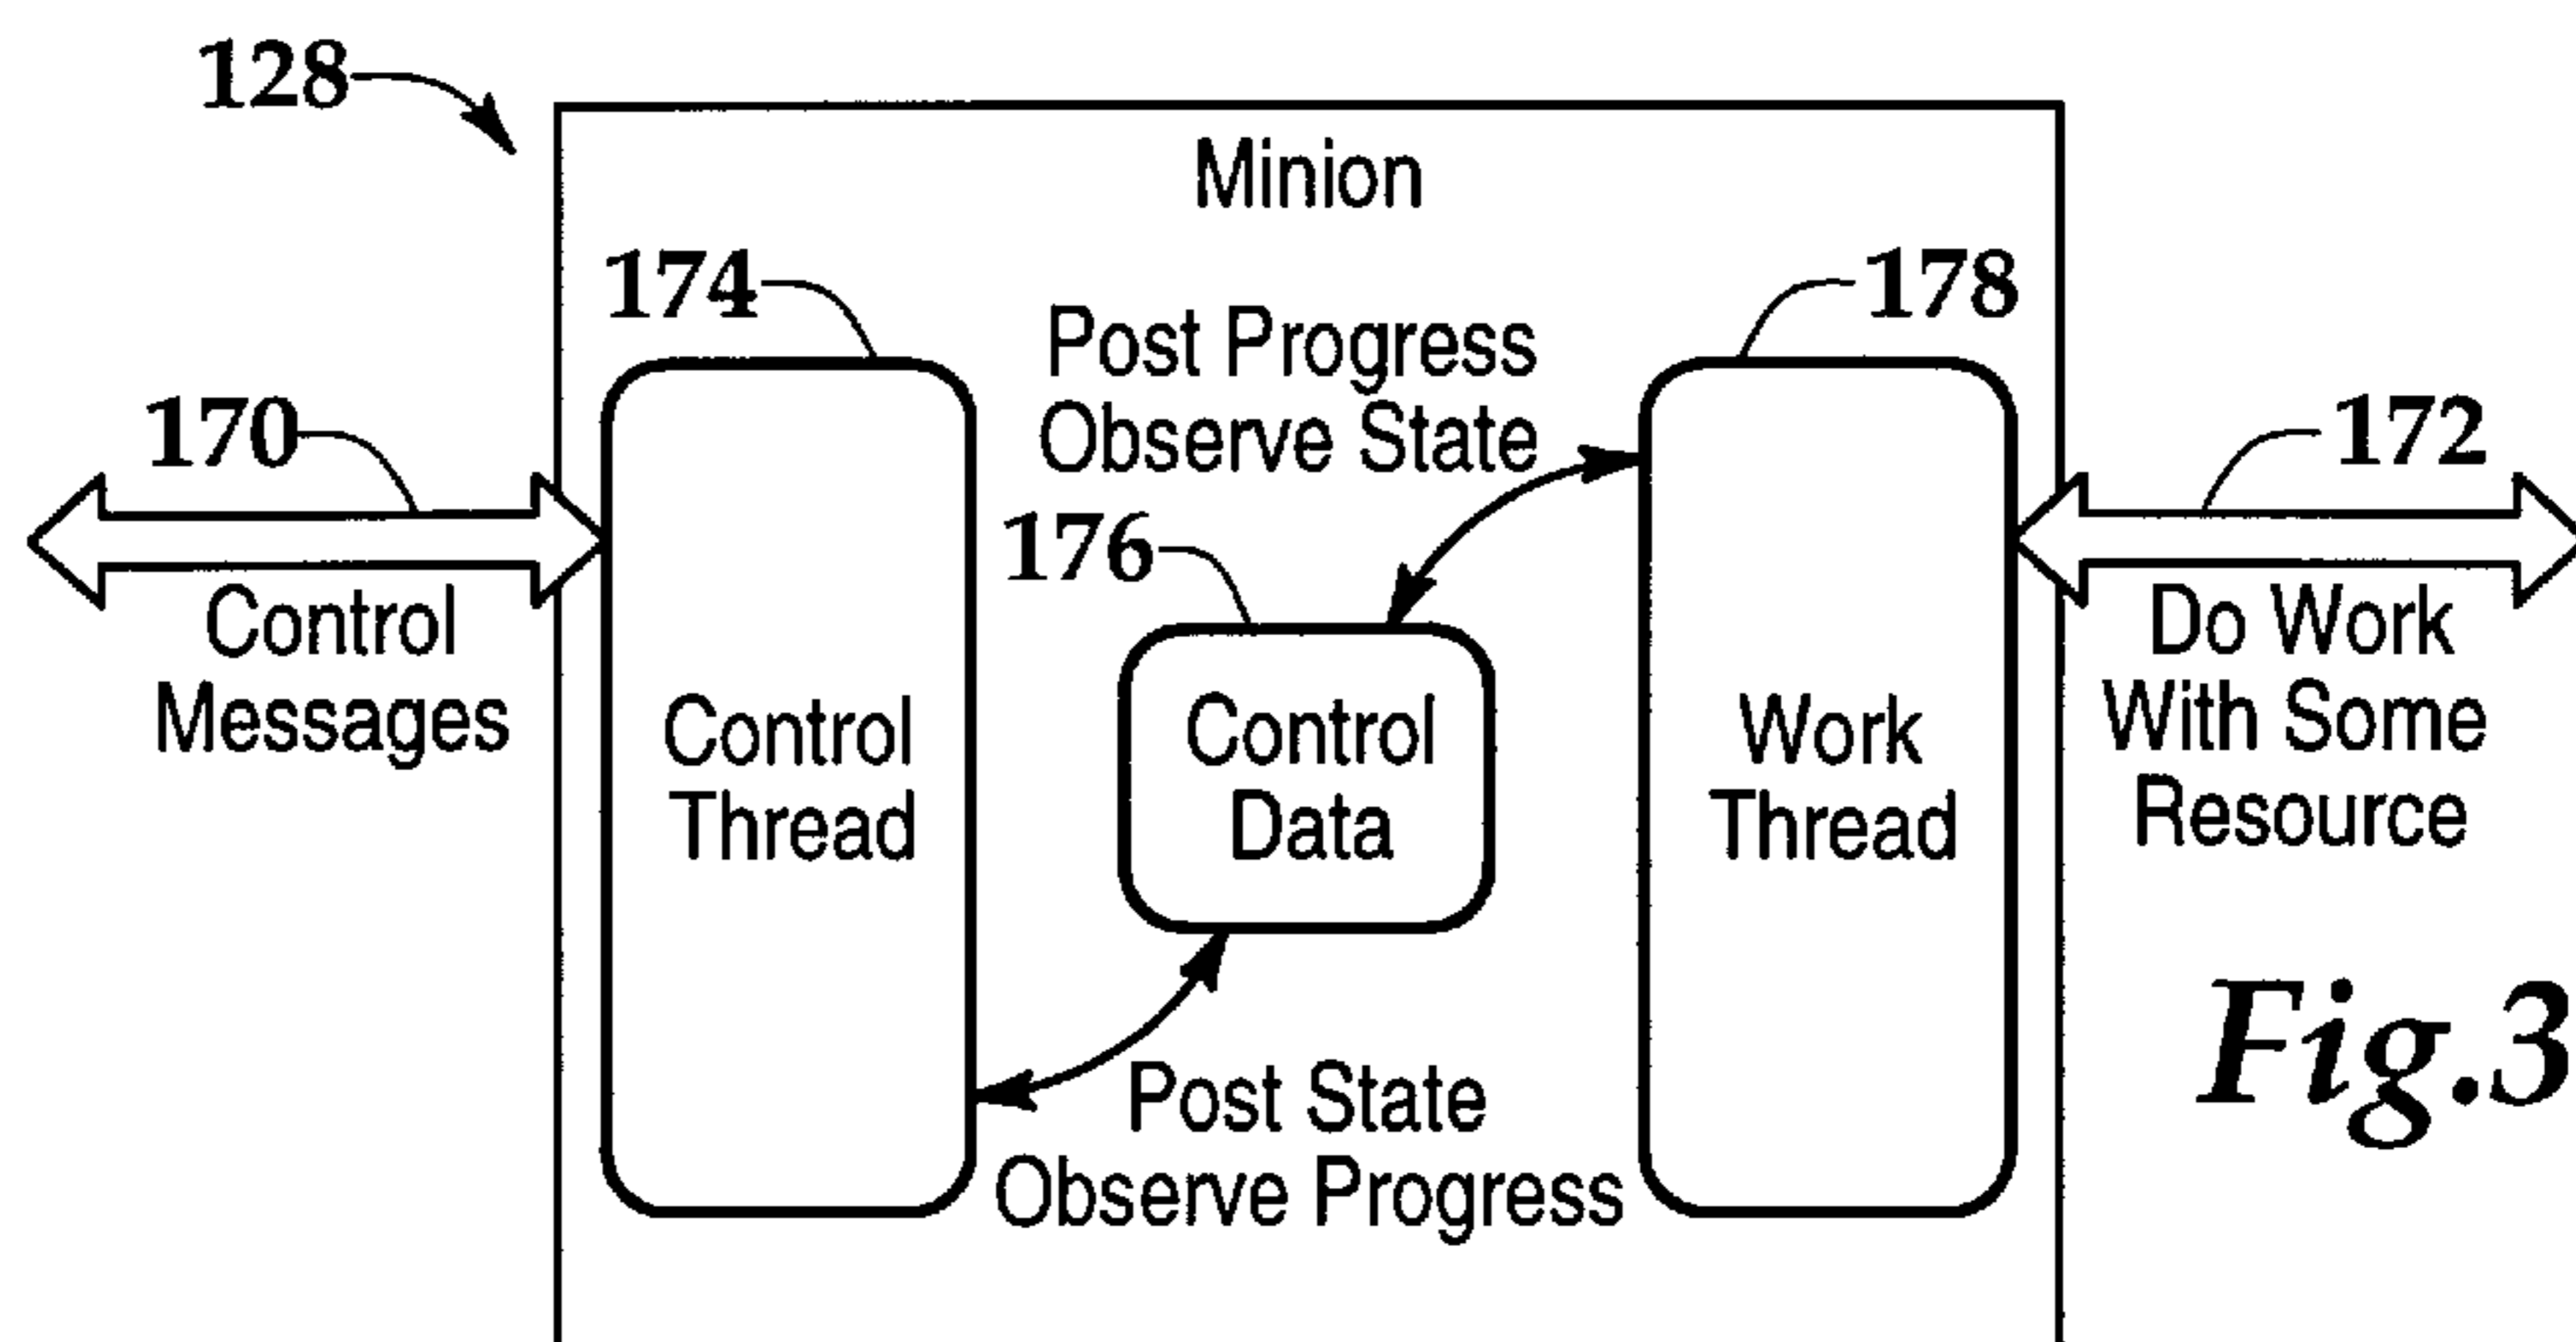 128
Minion
174
178
Post Progress
Observe State
170
172
176
Control
Messages
Do Work
With Some
Resource
Control
Thread
Control
Data
Work
Thread
Post State
Observe Progress
Fig.3